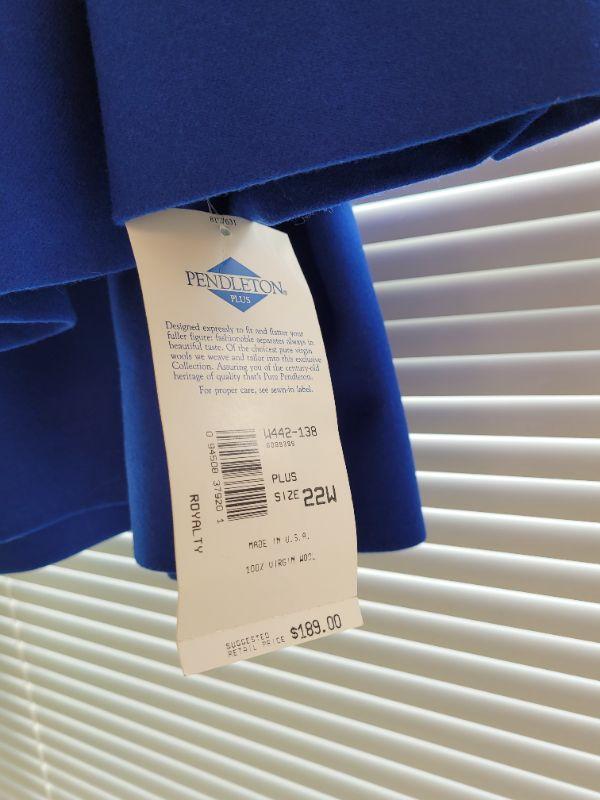 PENDLETON®
PLUS
Designed expressly to fit and flatter your
fuller figure: fashionable separates always in
beautiful taste. Of the choicest pure virgin
wools we weave and tailor into this exclusive
Collection. Assuring you of the century-old
heritage of quality that's Pure Pendleton.
For proper care, see sewn-in label.
W442-138
0 94508 37920 1
PLUS
SIZE 22W
ROYALTY
MADE IN U.S.A.
100% VIRGIN WOOL
SUGGESTED
RETAIL PRICE $189.00